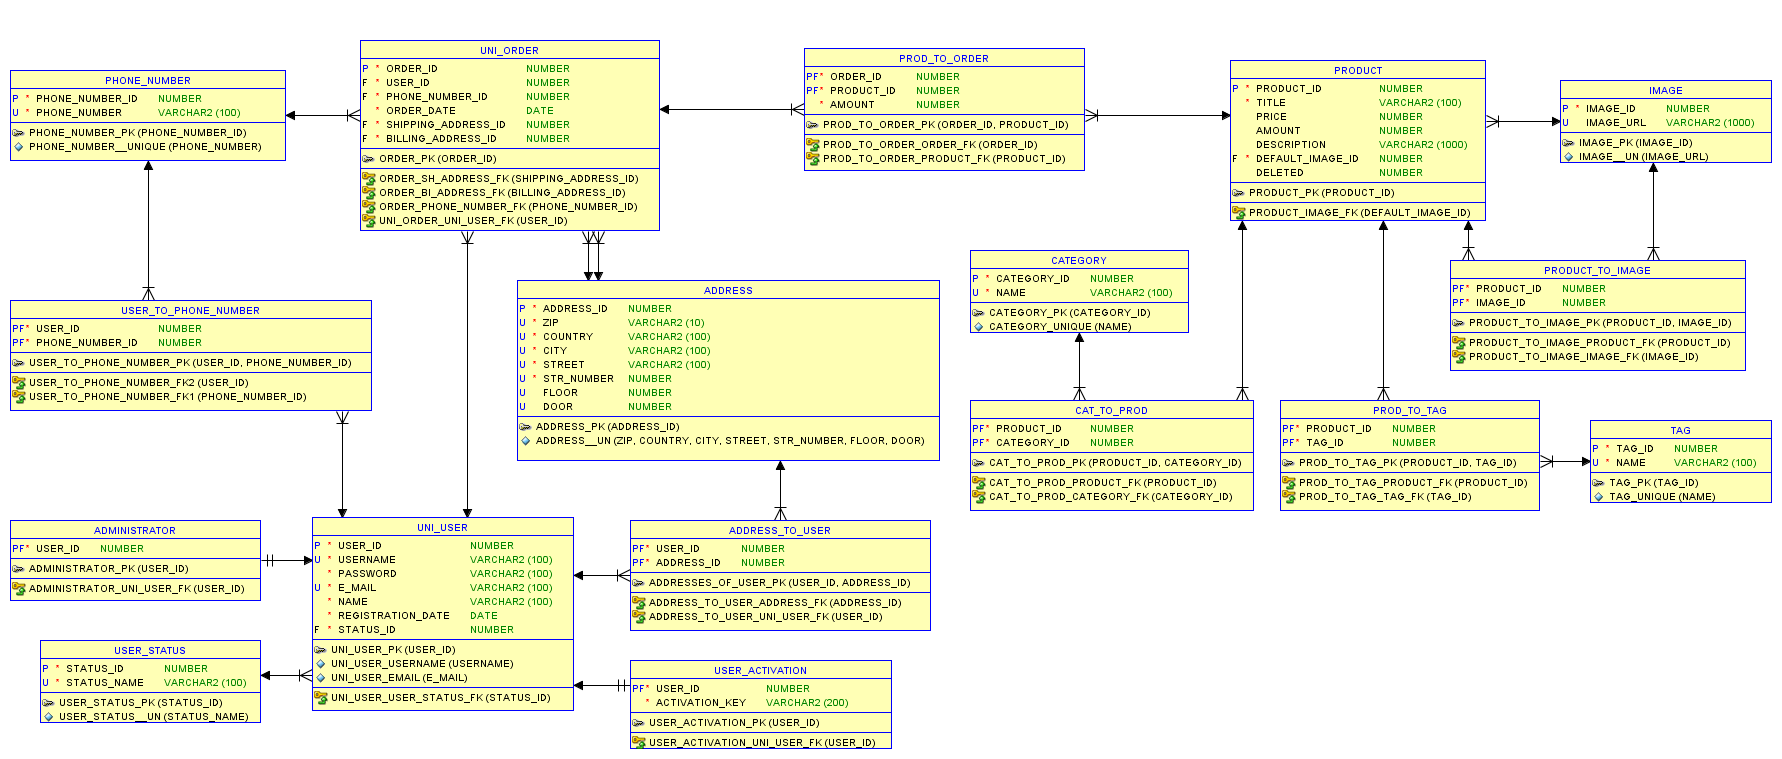 PHONE_NUMBER
P * PHONE_NUMBER_ID NUMBER
U * PHONE_NUMBER VARCHAR2 (100)
PHONE_NUMBER_PK (PHONE_NUMBER_ID)
PHONE_NUMBER__UNIQUE (PHONE_NUMBER)
UNI_ORDER
P * ORDER_ID NUMBER
F * USER_ID NUMBER
F * PHONE_NUMBER_ID NUMBER
* ORDER_DATE DATE
F * SHIPPING_ADDRESS_ID NUMBER
F * BILLING_ADDRESS_ID NUMBER
ORDER_PK (ORDER_ID)
ORDER_SH_ADDRESS_FK (SHIPPING_ADDRESS_ID)
ORDER_BI_ADDRESS_FK (BILLING_ADDRESS_ID)
ORDER_PHONE_NUMBER_FK (PHONE_NUMBER_ID)
UNI_ORDER_UNI_USER_FK (USER_ID)
PROD_TO_ORDER
PF* ORDER_ID NUMBER
PF* PRODUCT_ID NUMBER
* AMOUNT NUMBER
PROD_TO_ORDER_PK (ORDER_ID, PRODUCT_ID)
PROD_TO_ORDER_ORDER_FK (ORDER_ID)
PROD_TO_ORDER_PRODUCT_FK (PRODUCT_ID)
PRODUCT
P * PRODUCT_ID NUMBER
* TITLE VARCHAR2 (100)
PRICE NUMBER
AMOUNT NUMBER
DESCRIPTION VARCHAR2 (1000)
F * DEFAULT_IMAGE_ID NUMBER
DELETED NUMBER
PRODUCT_PK (PRODUCT_ID)
PRODUCT_IMAGE_FK (DEFAULT_IMAGE_ID)
IMAGE
P * IMAGE_ID NUMBER
U IMAGE_URL VARCHAR2 (1000)
IMAGE_PK (IMAGE_ID)
IMAGE__UN (IMAGE_URL)
USER_TO_PHONE_NUMBER
PF* USER_ID NUMBER
PF* PHONE_NUMBER_ID NUMBER
USER_TO_PHONE_NUMBER_PK (USER_ID, PHONE_NUMBER_ID)
USER_TO_PHONE_NUMBER_FK2 (USER_ID)
USER_TO_PHONE_NUMBER_FK1 (PHONE_NUMBER_ID)
ADDRESS
P * ADDRESS_ID NUMBER
U * ZIP VARCHAR2 (10)
U * COUNTRY VARCHAR2 (100)
U * CITY VARCHAR2 (100)
U * STREET VARCHAR2 (100)
U * STR_NUMBER NUMBER
U FLOOR NUMBER
U DOOR NUMBER
ADDRESS_PK (ADDRESS_ID)
ADDRESS__UN (ZIP, COUNTRY, CITY, STREET, STR_NUMBER, FLOOR, DOOR)
CATEGORY
P * CATEGORY_ID NUMBER
U * NAME VARCHAR2 (100)
CATEGORY_PK (CATEGORY_ID)
CATEGORY_UNIQUE (NAME)
PRODUCT_TO_IMAGE
PF* PRODUCT_ID NUMBER
PF* IMAGE_ID NUMBER
PRODUCT_TO_IMAGE_PK (PRODUCT_ID, IMAGE_ID)
PRODUCT_TO_IMAGE_PRODUCT_FK (PRODUCT_ID)
PRODUCT_TO_IMAGE_IMAGE_FK (IMAGE_ID)
CAT_TO_PROD
PF* PRODUCT_ID NUMBER
PF* CATEGORY_ID NUMBER
CAT_TO_PROD_PK (PRODUCT_ID, CATEGORY_ID)
CAT_TO_PROD_PRODUCT_FK (PRODUCT_ID)
CAT_TO_PROD_CATEGORY_FK (CATEGORY_ID)
PROD_TO_TAG
PF* PRODUCT_ID NUMBER
PF* TAG_ID NUMBER
PROD_TO_TAG_PK (PRODUCT_ID, TAG_ID)
PROD_TO_TAG_PRODUCT_FK (PRODUCT_ID)
PROD_TO_TAG_TAG_FK (TAG_ID)
TAG
P * TAG_ID NUMBER
U * NAME VARCHAR2 (100)
TAG_PK (TAG_ID)
TAG_UNIQUE (NAME)
ADMINISTRATOR
PF* USER_ID NUMBER
ADMINISTRATOR_PK (USER_ID)
ADMINISTRATOR_UNI_USER_FK (USER_ID)
UNI_USER
P * USER_ID NUMBER
U * USERNAME VARCHAR2 (100)
* PASSWORD VARCHAR2 (100)
U * E_MAIL VARCHAR2 (100)
* NAME VARCHAR2 (100)
* REGISTRATION_DATE DATE
F * STATUS_ID NUMBER
UNI_USER_PK (USER_ID)
UNI_USER_USERNAME (USERNAME)
UNI_USER_EMAIL (E_MAIL)
UNI_USER_USER_STATUS_FK (STATUS_ID)
ADDRESS_TO_USER
PF* USER_ID NUMBER
PF* ADDRESS_ID NUMBER
ADDRESSES_OF_USER_PK (USER_ID, ADDRESS_ID)
ADDRESS_TO_USER_ADDRESS_FK (ADDRESS_ID)
ADDRESS_TO_USER_UNI_USER_FK (USER_ID)
USER_STATUS
P * STATUS_ID NUMBER
U * STATUS_NAME VARCHAR2 (100)
USER_STATUS_PK (STATUS_ID)
USER_STATUS__UN (STATUS_NAME)
USER_ACTIVATION
PF* USER_ID NUMBER
* ACTIVATION_KEY VARCHAR2 (200)
USER_ACTIVATION_PK (USER_ID)
USER_ACTIVATION_UNI_USER_FK (USER_ID)